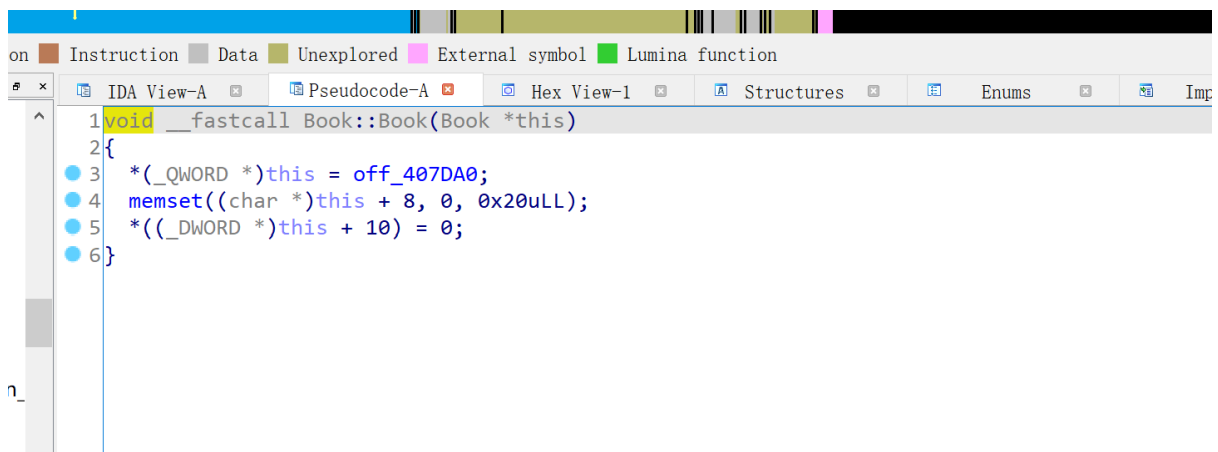 on Instruction Data Unexplored External symbol Lumina function
IDA View-A Pseudocode-A Hex View-1 Structures Enums Imp
1 void __fastcall Book::Book(Book *this)
2 {
3 *(_QWORD *)this = off_407DA0;
4 memset((char *)this + 8, 0, 0x20uLL);
5 *((_DWORD *)this + 10) = 0;
6 }
n_